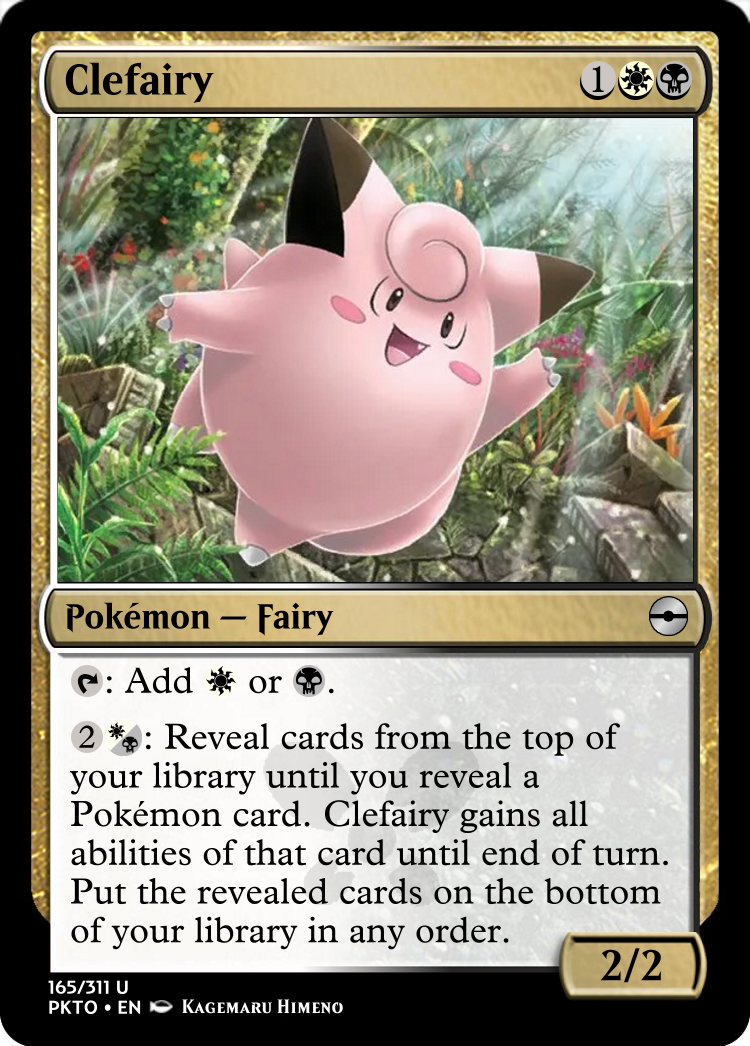 Clefairy 1
Pokémon — Fairy
: Add or .
2 : Reveal cards from the top of
your library until you reveal a
Pokémon card. Clefairy gains all
abilities of that card until end of turn.
Put the revealed cards on the bottom
of your library in any order.
2/2
165/311 U
PKTO • EN Kagemaru Himeno